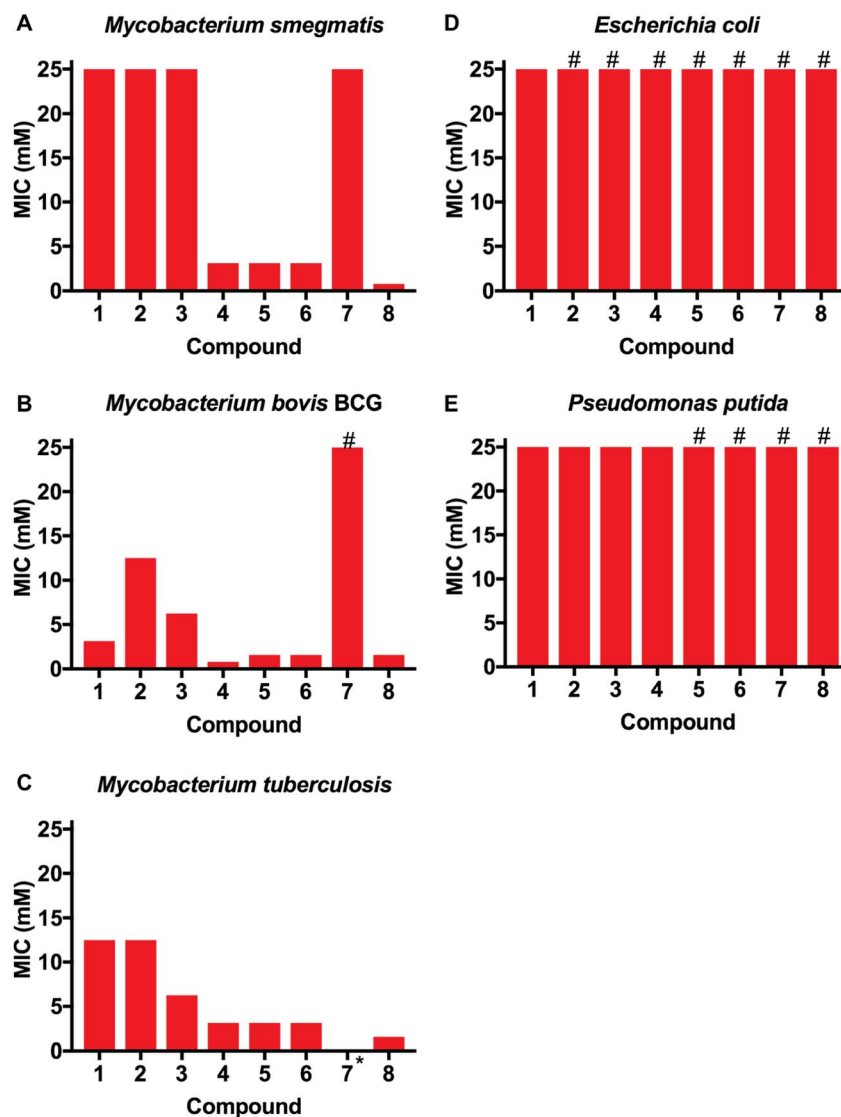 A
Mycobacterium smegmatis
25
20
15
10
5
0
MIC (mM)
1 2 3 4 5 6 7 8
Compound
B
Mycobacterium bovis BCG
#
25
20
15
10
5
0
MIC (mM)
1 2 3 4 5 6 7 8
Compound
C
Mycobacterium tuberculosis
25
20
15
10
5
0
MIC (mM)
1 2 3 4 5 6 7 * 8
Compound
D
Escherichia coli
# # # # # # #
25
20
15
10
5
0
MIC (mM)
1 2 3 4 5 6 7 8
Compound
E
Pseudomonas putida
# # # #
25
20
15
10
5
0
MIC (mM)
1 2 3 4 5 6 7 8
Compound